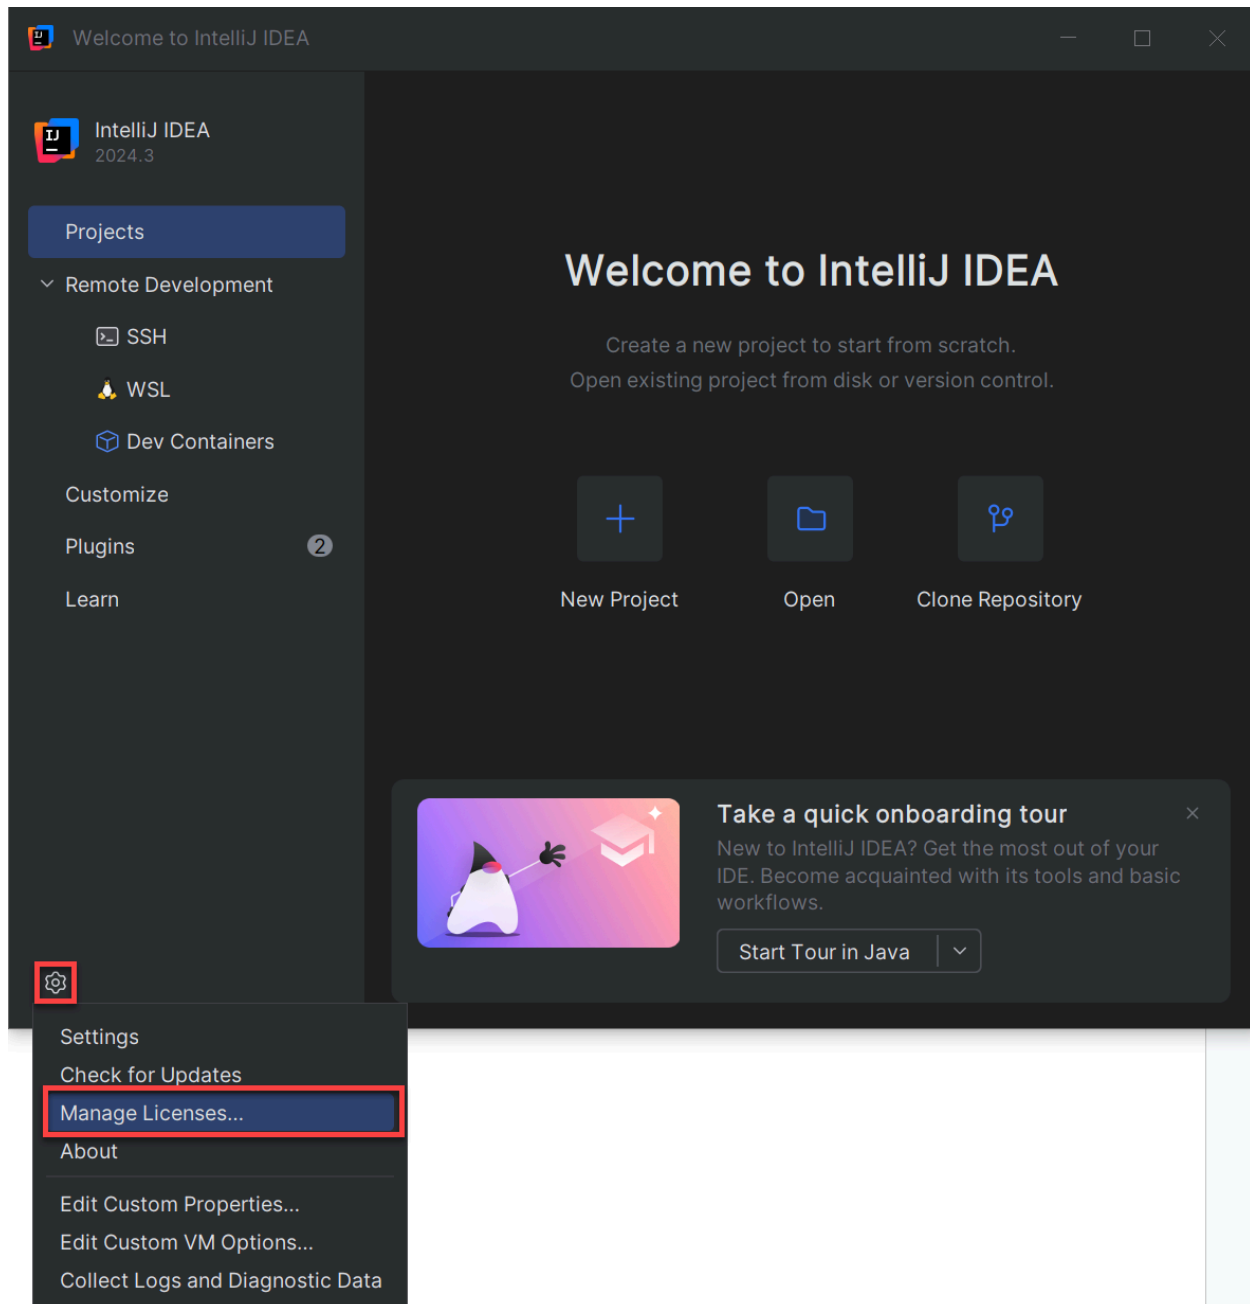 Welcome to IntelliJ IDEA
IntelliJ IDEA
2024.3
Projects
Remote Development
SSH
WSL
Dev Containers
Customize
Plugins 2
Learn
Welcome to IntelliJ IDEA
Create a new project to start from scratch.
Open existing project from disk or version control.
New Project
Open
Clone Repository
Take a quick onboarding tour
New to IntelliJ IDEA? Get the most out of your
IDE. Become acquainted with its tools and basic
workflows.
Start Tour in Java
Settings
Check for Updates
Manage Licenses...
About
Edit Custom Properties...
Edit Custom VM Options...
Collect Logs and Diagnostic Data